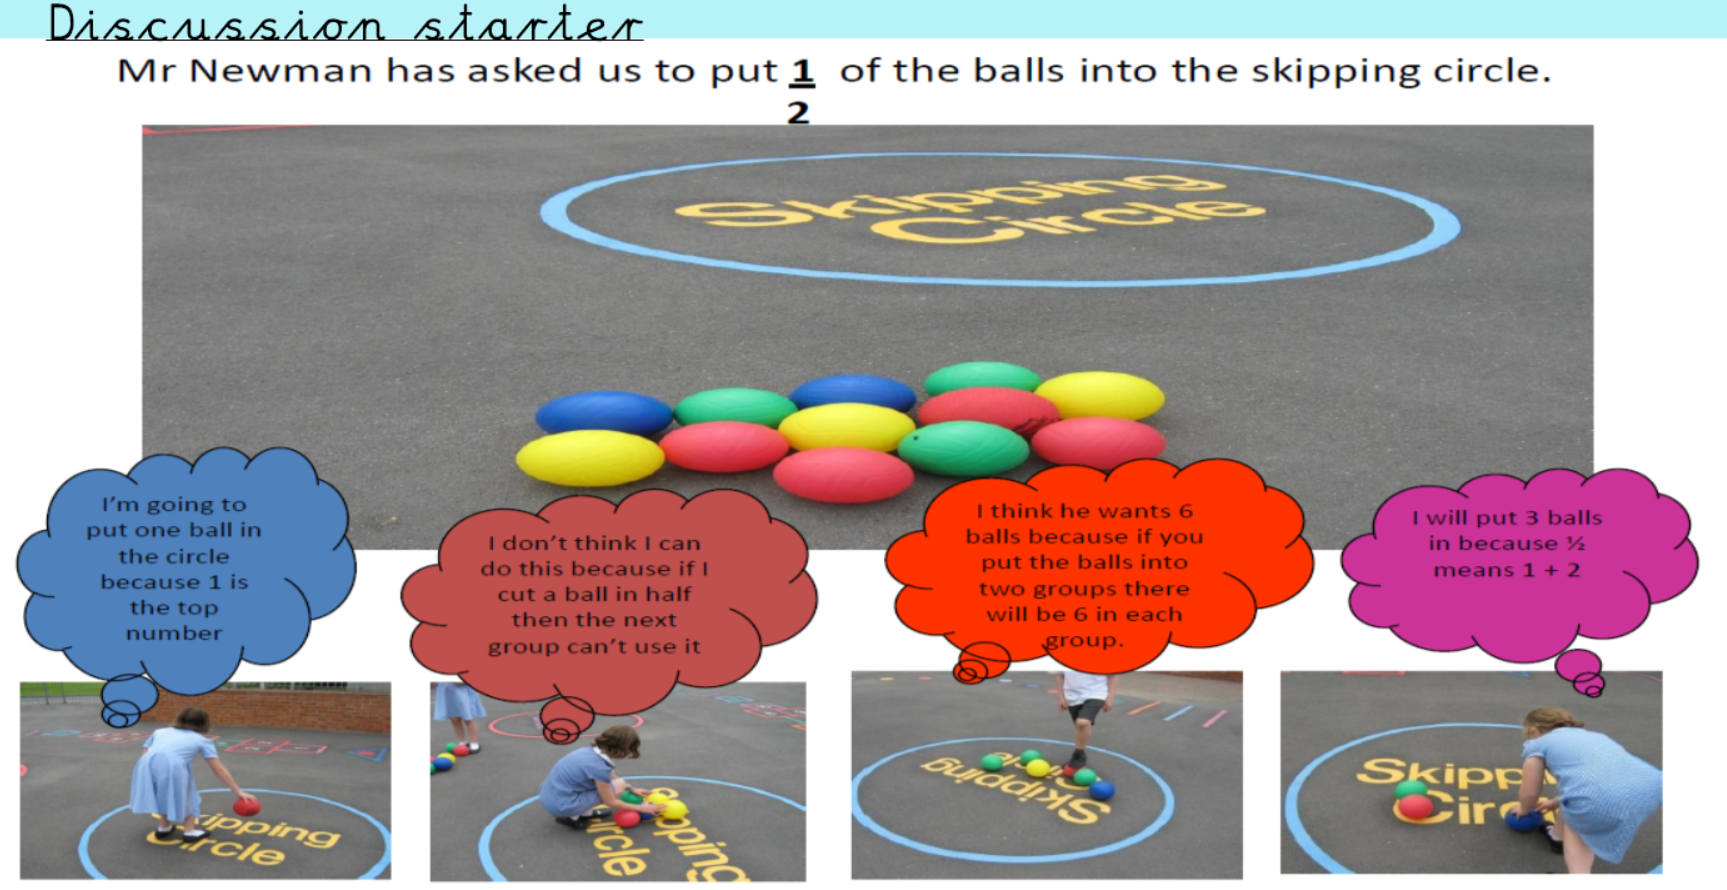 Discussion starter
Mr Newman has asked us to put 1 of the balls into the skipping circle.
2
Skipping
Circle
I'm going to
put one ball in
the circle
because 1 is
the top
number
I don't think I can
do this because if I
cut a ball in half
then the next
group can't use it
I think he wants 6
balls because if you
put the balls into
two groups there
will be 6 in each
group.
I will put 3 balls
in because ½
means 1 + 2
Skipping
Circle
Skipping
Circle